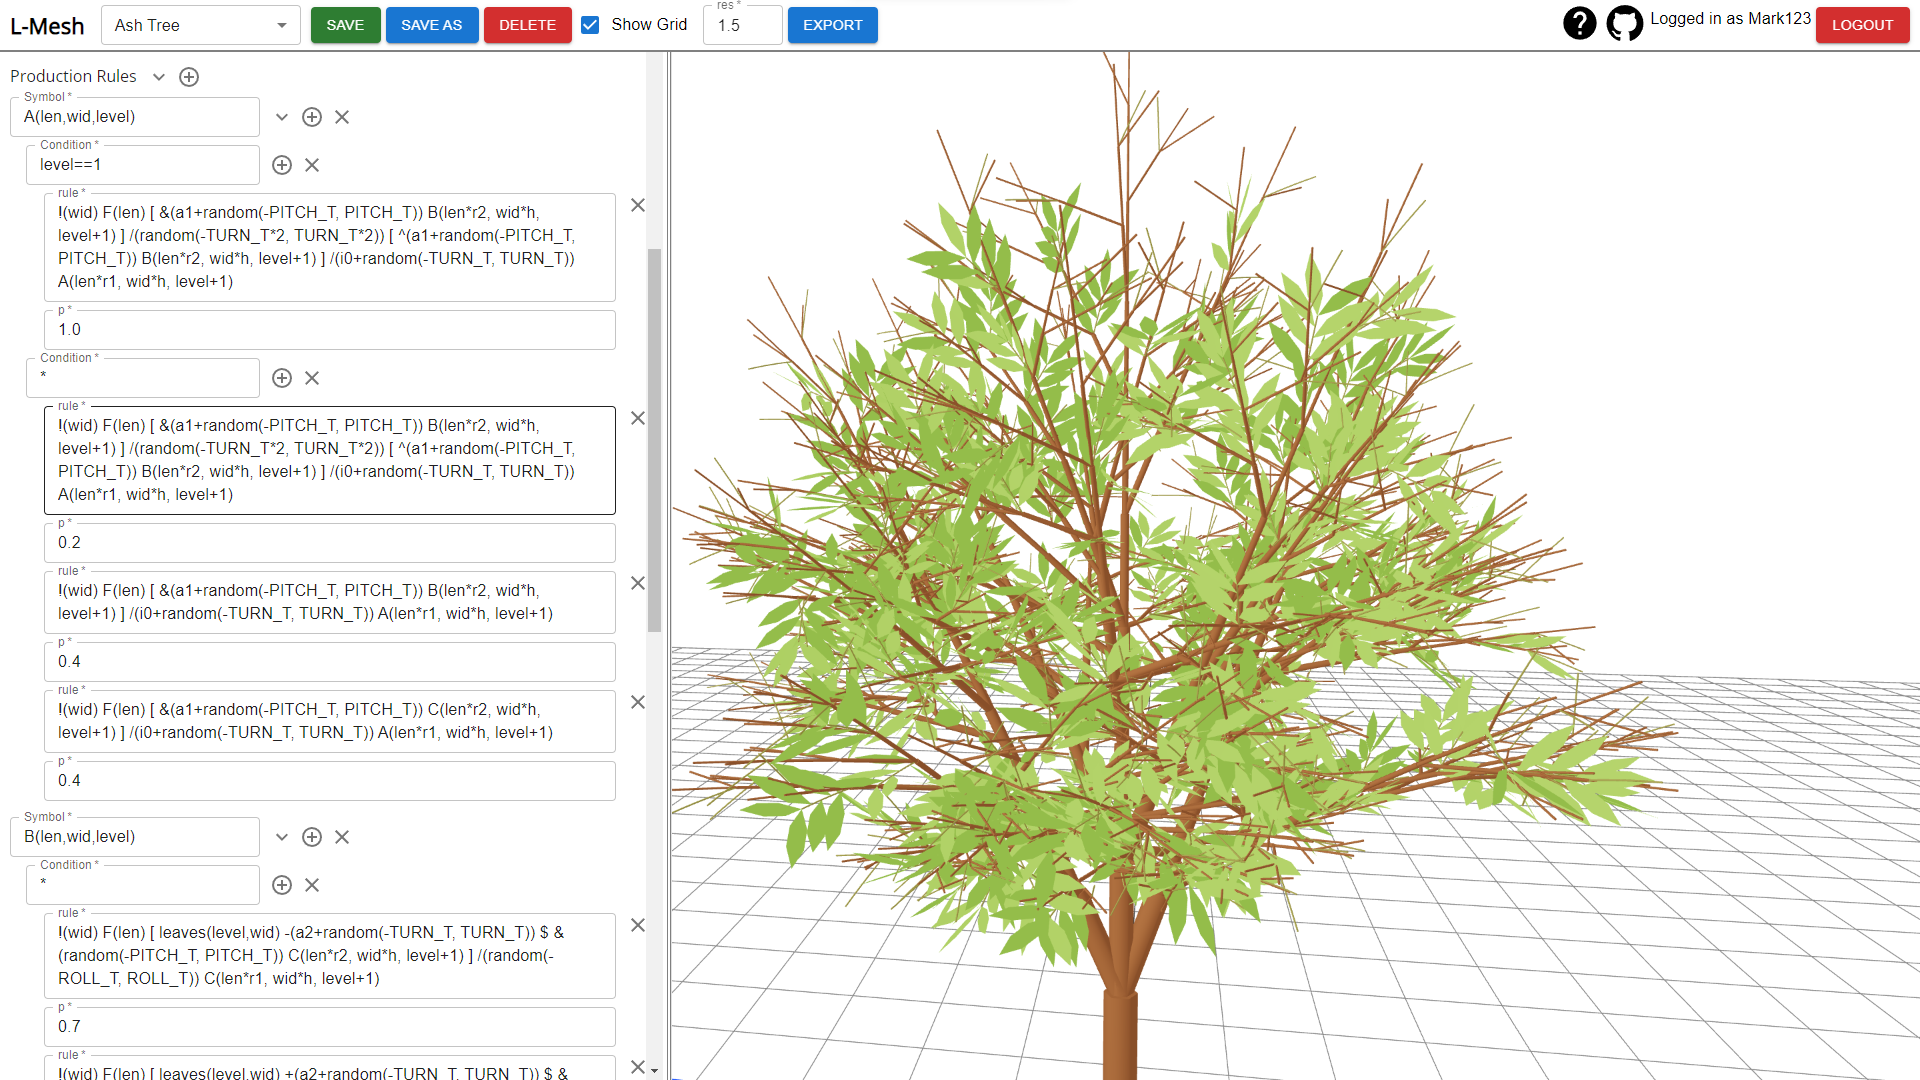 L-Mesh
Ash Tree
SAVE
SAVE AS
DELETE
Show Grid
res *
1.5
EXPORT
Logged in as Mark123
LOGOUT
Production Rules
Symbol *
A(len,wid,level)
Condition *
level==1
rule *
!(wid) F(len) [ &(a1+random(-PITCH_T, PITCH_T)) B(len*r2, wid*h,
level+1) ] /(random(-TURN_T*2, TURN_T*2)) [ ^(a1+random(-PITCH_T,
PITCH_T)) B(len*r2, wid*h, level+1) ] /(i0+random(-TURN_T, TURN_T))
A(len*r1, wid*h, level+1)
p *
1.0
Condition *
*
rule *
!(wid) F(len) [ &(a1+random(-PITCH_T, PITCH_T)) B(len*r2, wid*h,
level+1) ] /(random(-TURN_T*2, TURN_T*2)) [ ^(a1+random(-PITCH_T,
PITCH_T)) B(len*r2, wid*h, level+1) ] /(i0+random(-TURN_T, TURN_T))
A(len*r1, wid*h, level+1)
p *
0.2
rule *
!(wid) F(len) [ &(a1+random(-PITCH_T, PITCH_T)) B(len*r2, wid*h,
level+1) ] /(i0+random(-TURN_T, TURN_T)) A(len*r1, wid*h, level+1)
p *
0.4
rule *
!(wid) F(len) [ &(a1+random(-PITCH_T, PITCH_T)) C(len*r2, wid*h,
level+1) ] /(i0+random(-TURN_T, TURN_T)) A(len*r1, wid*h, level+1)
p *
0.4
Symbol *
B(len,wid,level)
Condition *
*
rule *
!(wid) F(len) [ leaves(level,wid) -(a2+random(-TURN_T, TURN_T)) $ &
(random(-PITCH_T, PITCH_T)) C(len*r2, wid*h, level+1) ] /(random(-
ROLL_T, ROLL_T)) C(len*r1, wid*h, level+1)
p *
0.7
rule *
!(wid) F(len) [ leaves(level,wid) +(a2+random(-TURN_T, TURN_T)) $ &